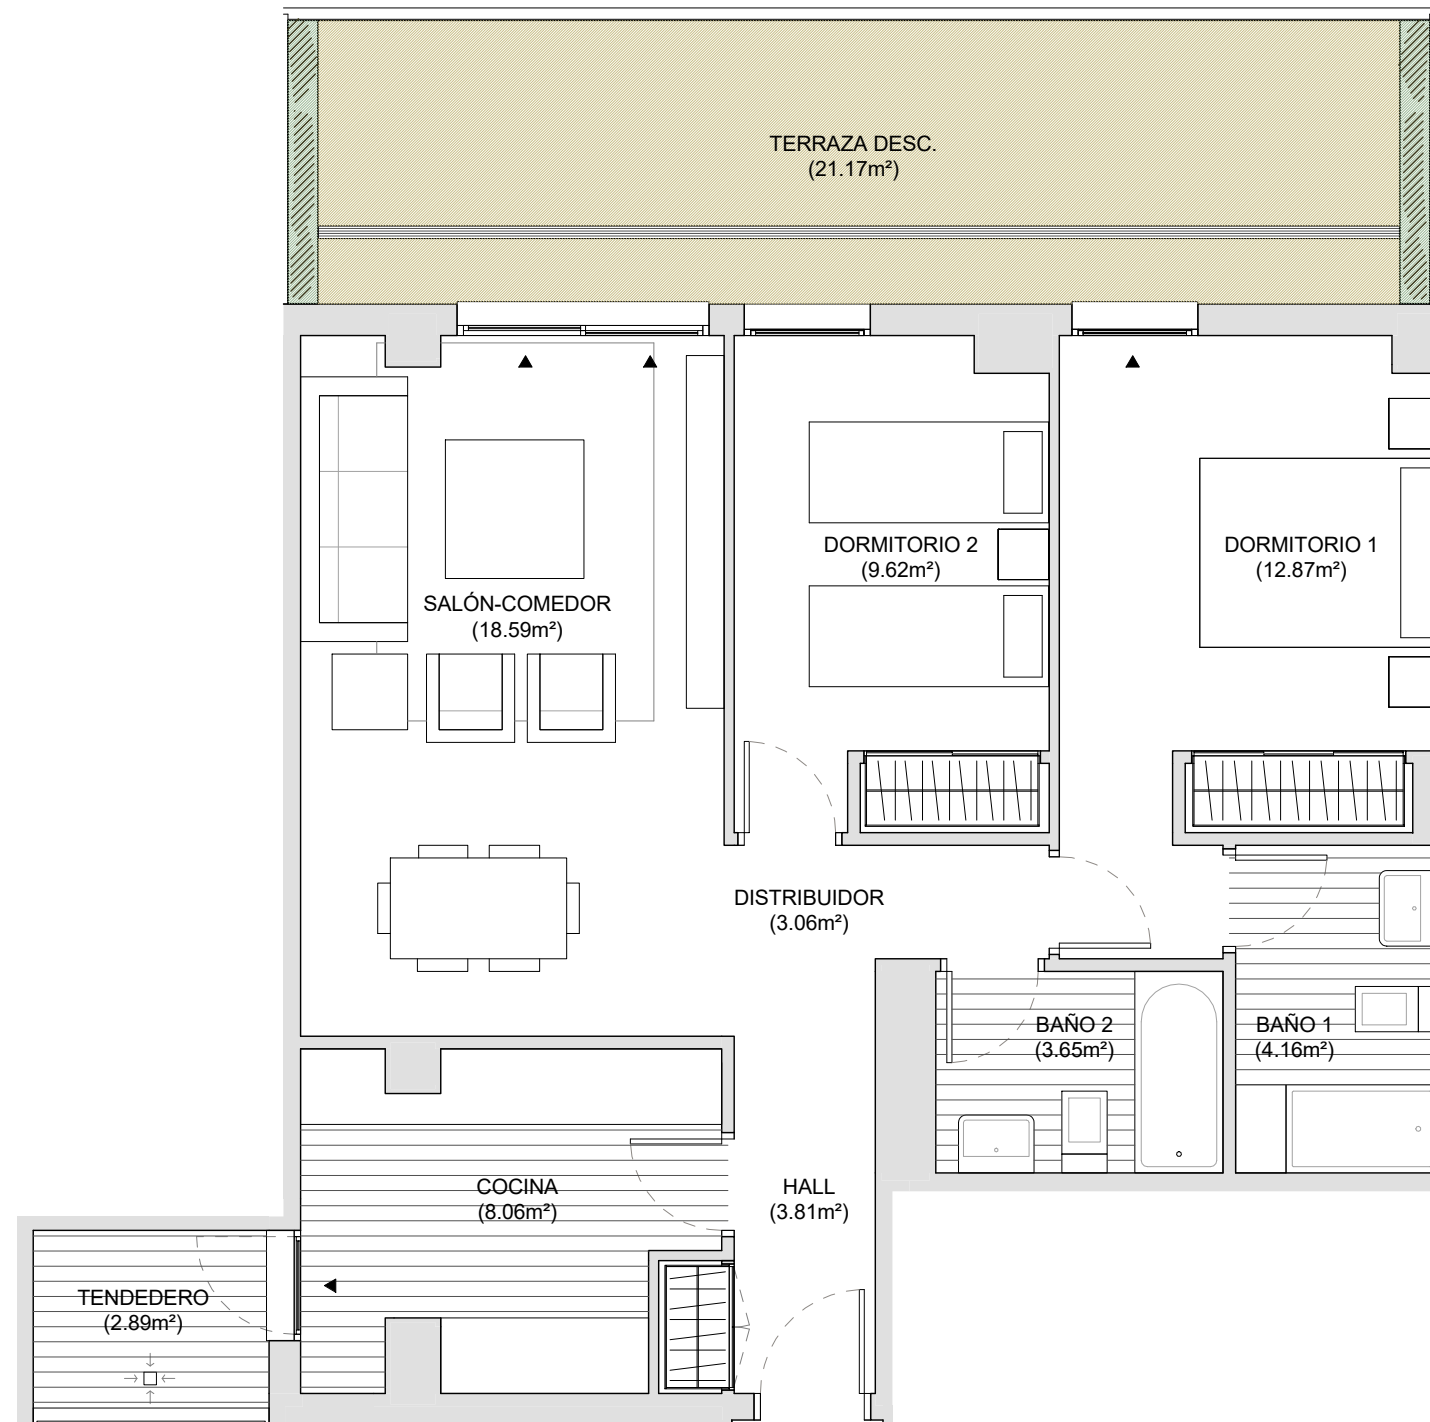 TERRAZA DESC.
(21.17m²)
DORMITORIO 2
(9.62m²)
DORMITORIO 1
(12.87m²)
SALÓN-COMEDOR
(18.59m²)
DISTRIBUIDOR
(3.06m²)
BAÑO 2
(3.65m²)
BAÑO 1
(4.16m²)
COCINA
(8.06m²)
HALL
(3.81m²)
TENDEDERO
(2.89m²)